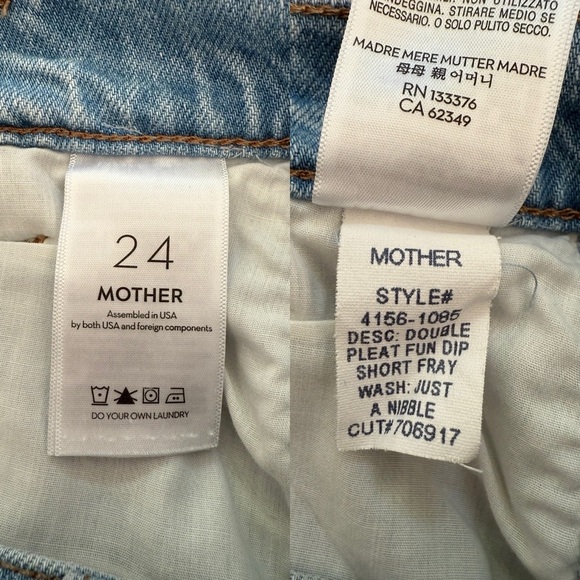 24
MOTHER
Assembled in USA
by both USA and foreign components
DO YOUR OWN LAUNDRY
NON UTILIZZATO
CANDEGGINA. STIRARE MEDIO SE
NECESSARIO. O SOLO PULITO SECCO.
MADRE MERE MUTTER MADRE
母母 親 어머니
RN 133376
CA 62349
MOTHER
STYLE#
4156-1085
DESC: DOUBLE
PLEAT FUN DIP
SHORT FRAY
WASH: JUST
A NIBBLE
CUT#706917